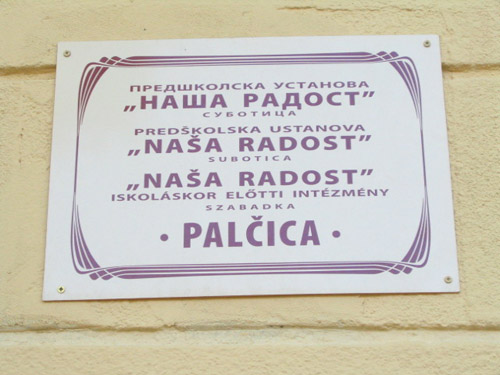 ПРЕДШКОЛСКА УСТАНОВА
„НАША РАДОСТ”
СУБОТИЦА
PREDŠKOLSKA USTANOVA
„NAŠA RADOST”
SUBOTICA
„NAŠA RADOST”
ISKOLÁSKOR ELŐTTI INTÉZMÉNY
SZABADKA
• PALČICA •